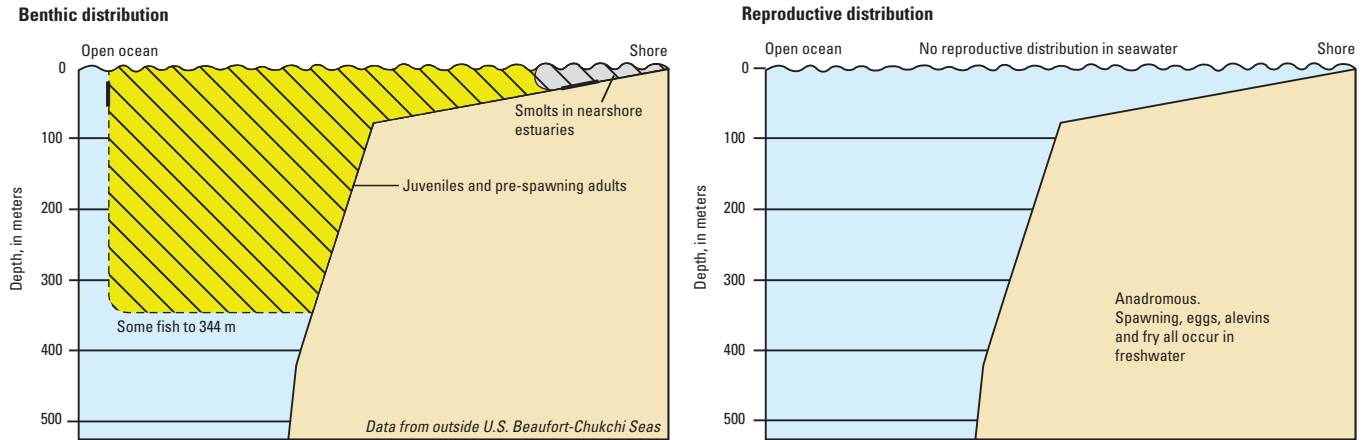 Benthic distribution
Open ocean
Shore
0
100
200
300
400
500
Depth, in meters
Smolts in nearshore
estuaries
Juveniles and pre-spawning adults
Some fish to 344 m
Data from outside U.S. Beaufort-Chukchi Seas
Reproductive distribution
Open ocean
No reproductive distribution in seawater
Shore
0
100
200
300
400
500
Depth, in meters
Anadromous.
Spawning, eggs, alevins
and fry all occur in
freshwater